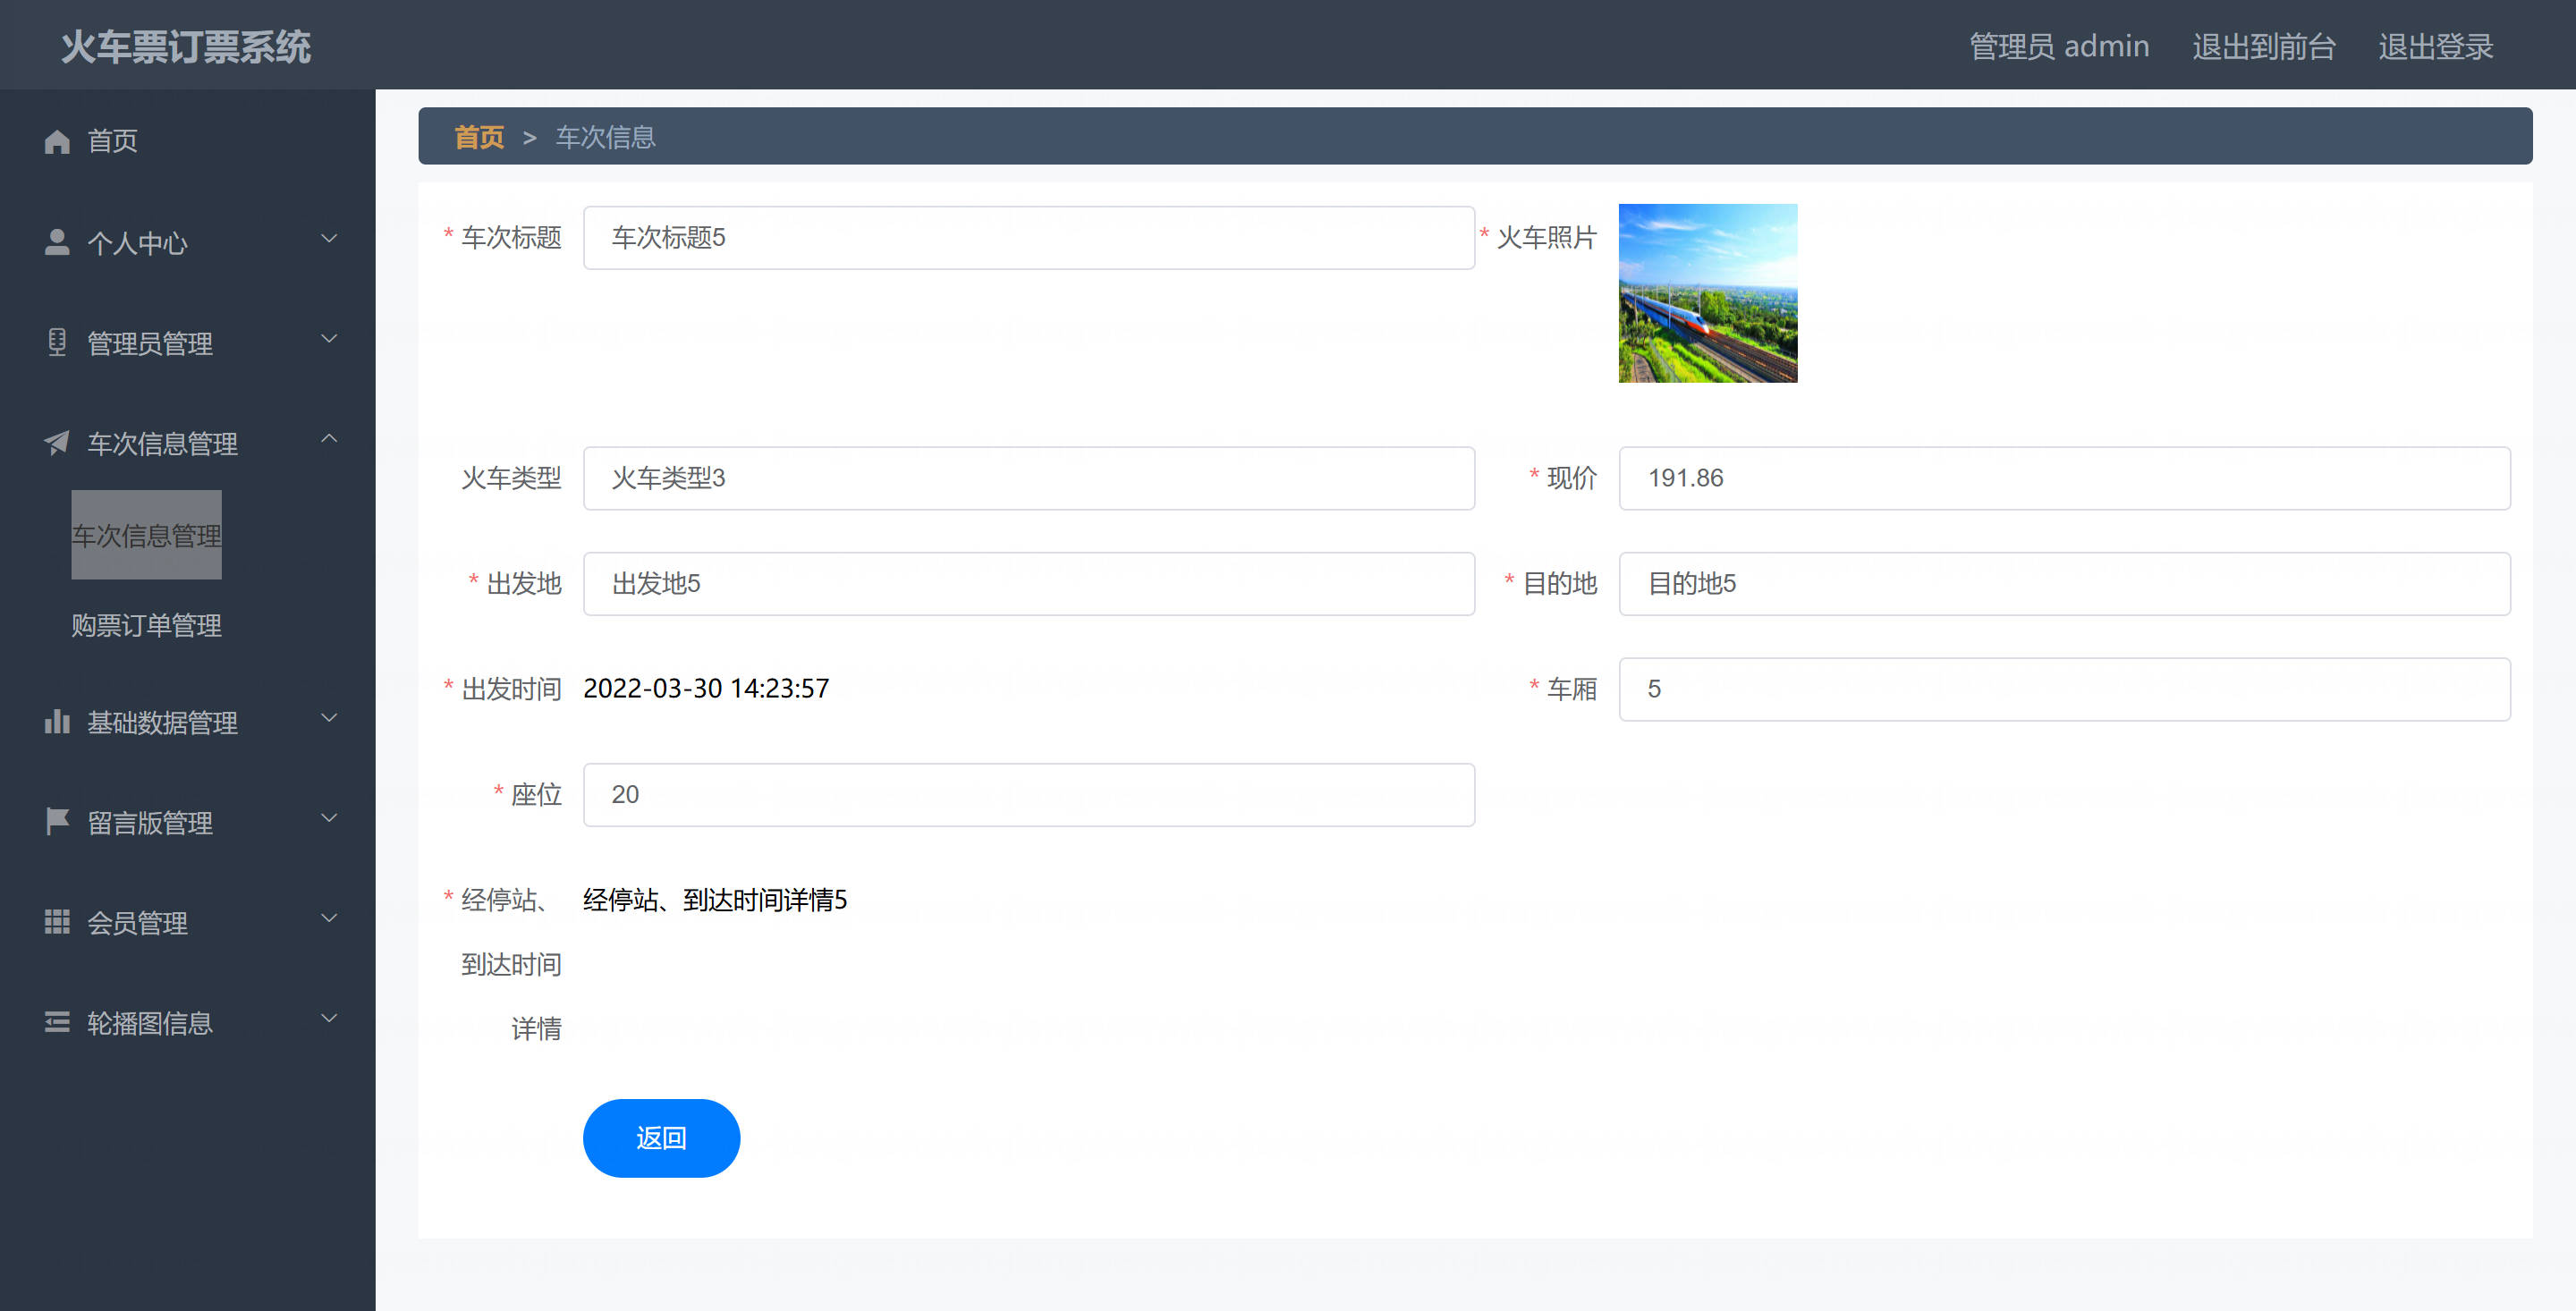 火车票订票系统
管理员 admin
退出到前台
退出登录
首页
个人中心
管理员管理
车次信息管理
车次信息管理
购票订单管理
基础数据管理
留言版管理
会员管理
轮播图信息
首页 > 车次信息
* 车次标题 车次标题5
* 火车照片
火车类型 火车类型3
* 现价 191.86
* 出发地 出发地5
* 目的地 目的地5
* 出发时间 2022-03-30 14:23:57
* 车厢 5
* 座位 20
* 经停站、 经停站、到达时间详情5
到达时间
详情
返回